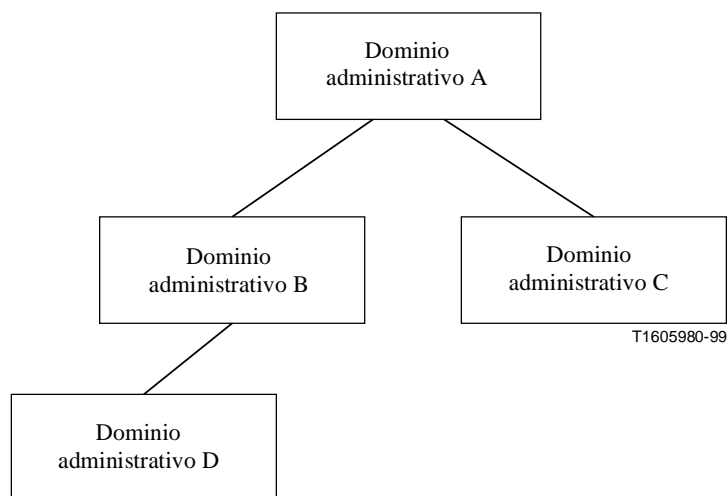 Dominio
administrativo A
Dominio
administrativo B
Dominio
administrativo C
T1605980-99
Dominio
administrativo D